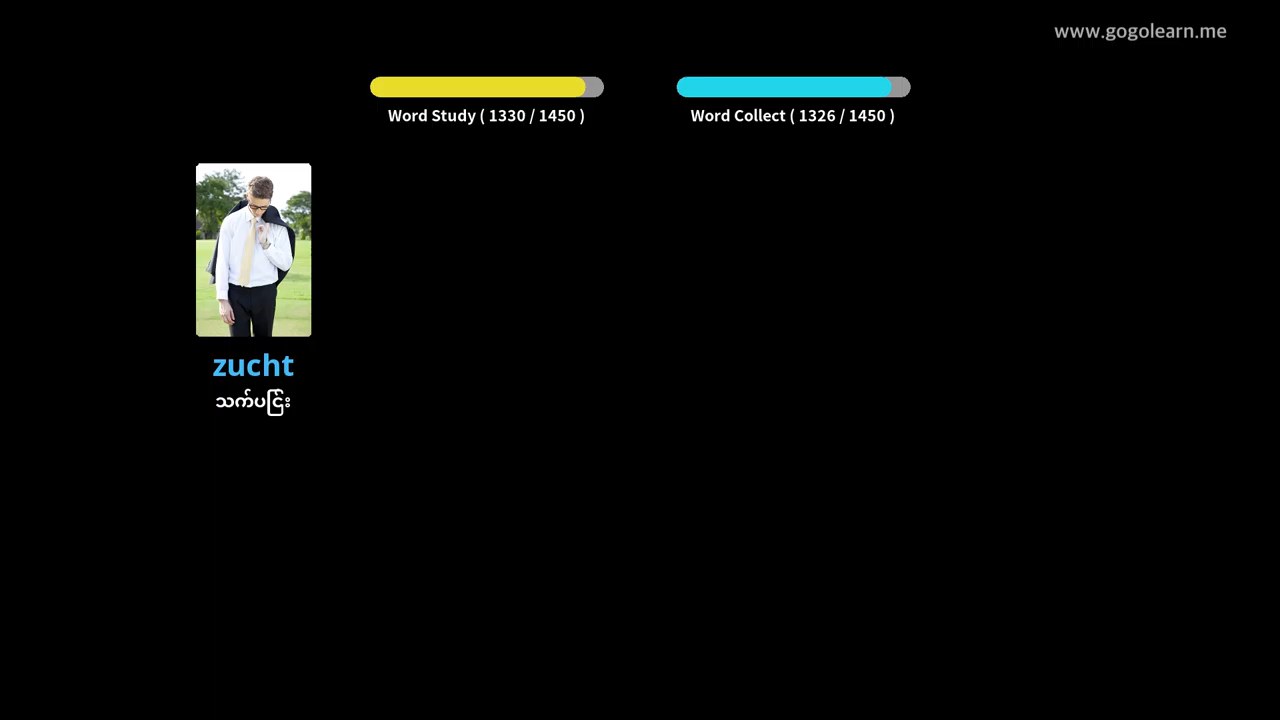 www.gogolearn.me
Word Study ( 1330 / 1450 )
Word Collect ( 1326 / 1450 )
zucht
သက်ပြင်း